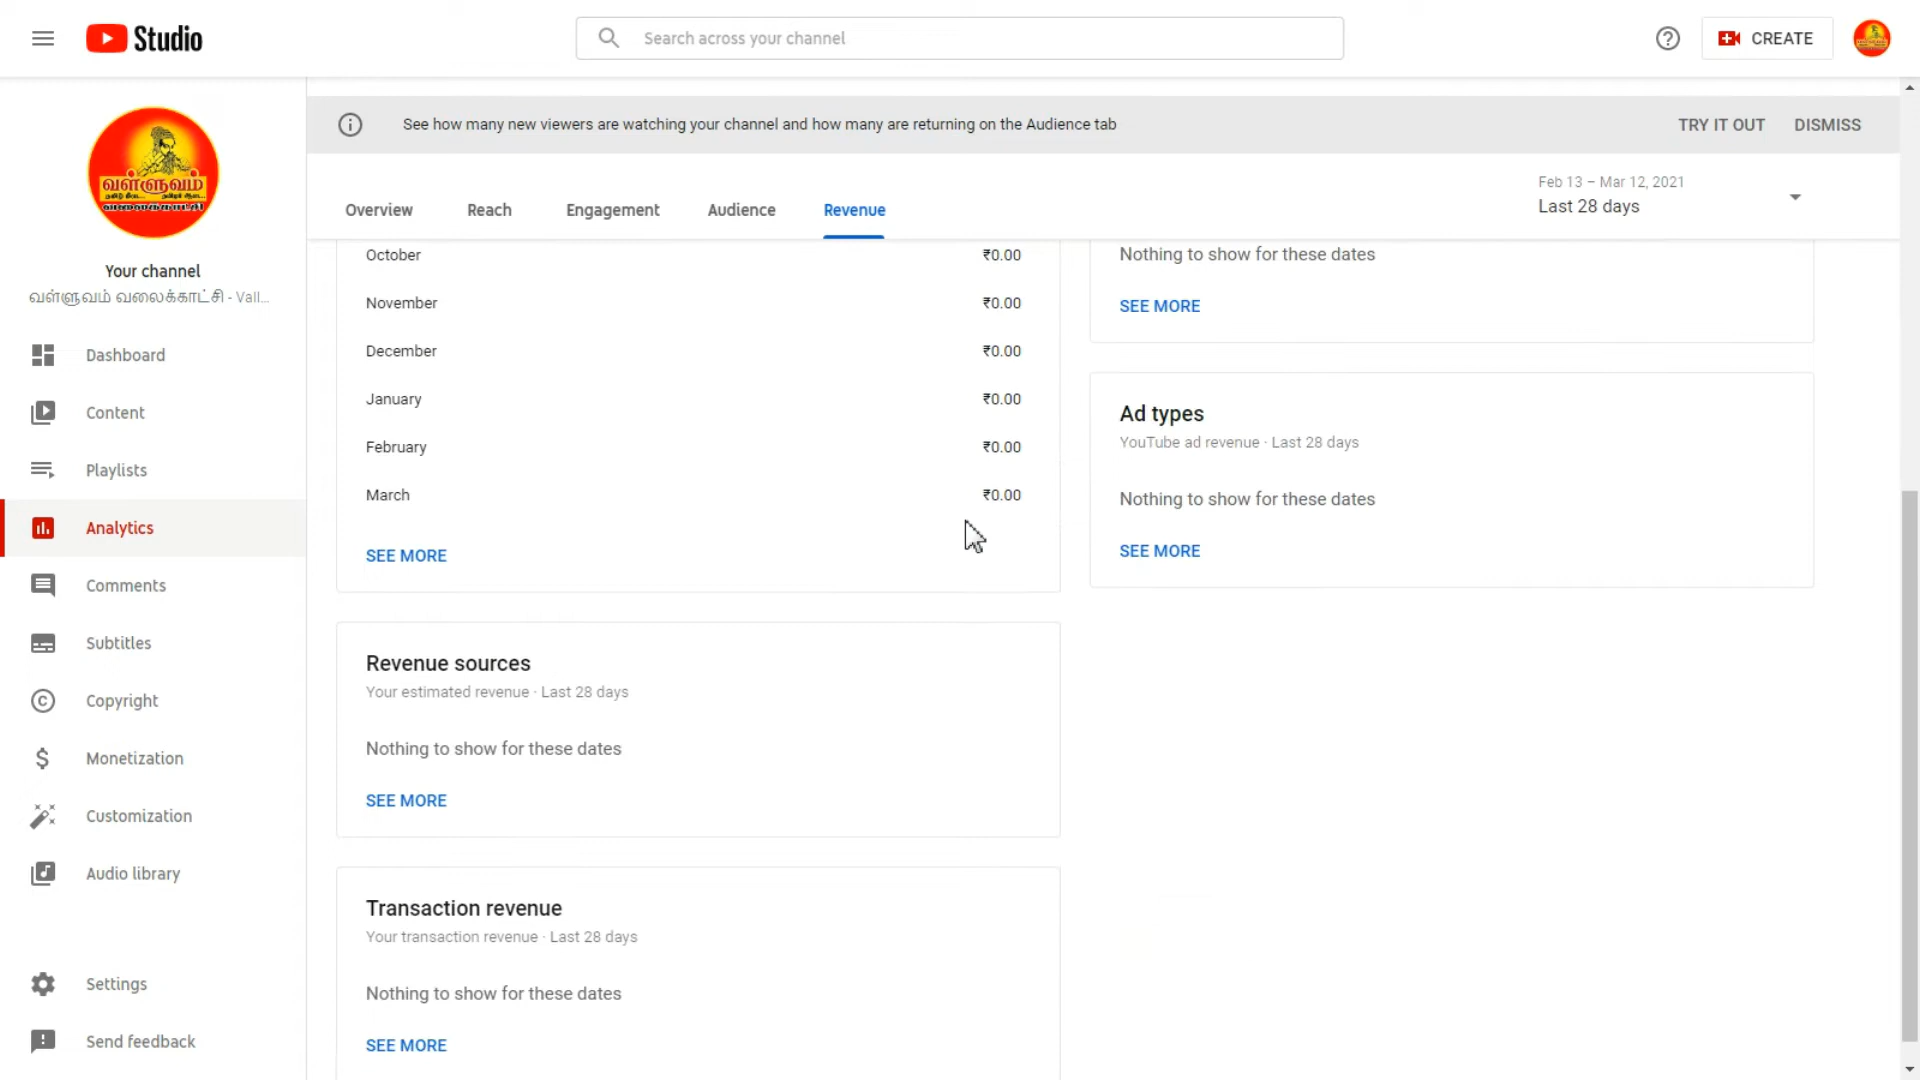 Studio
Search across your channel
CREATE
வள்ளுவம்
வலைக்காட்சி
Your channel
வள்ளுவம் வலைக்காட்சி - Vall...
Dashboard
Content
Playlists
Analytics
Comments
Subtitles
Copyright
Monetization
Customization
Audio library
Settings
Send feedback
See how many new viewers are watching your channel and how many are returning on the Audience tab
TRY IT OUT
DISMISS
Overview
Reach
Engagement
Audience
Revenue
Feb 13 – Mar 12, 2021
Last 28 days
October ₹0.00
November ₹0.00
December ₹0.00
January ₹0.00
February ₹0.00
March ₹0.00
SEE MORE
Revenue sources
Your estimated revenue · Last 28 days
Nothing to show for these dates
SEE MORE
Transaction revenue
Your transaction revenue · Last 28 days
Nothing to show for these dates
SEE MORE
Nothing to show for these dates
SEE MORE
Ad types
YouTube ad revenue · Last 28 days
Nothing to show for these dates
SEE MORE